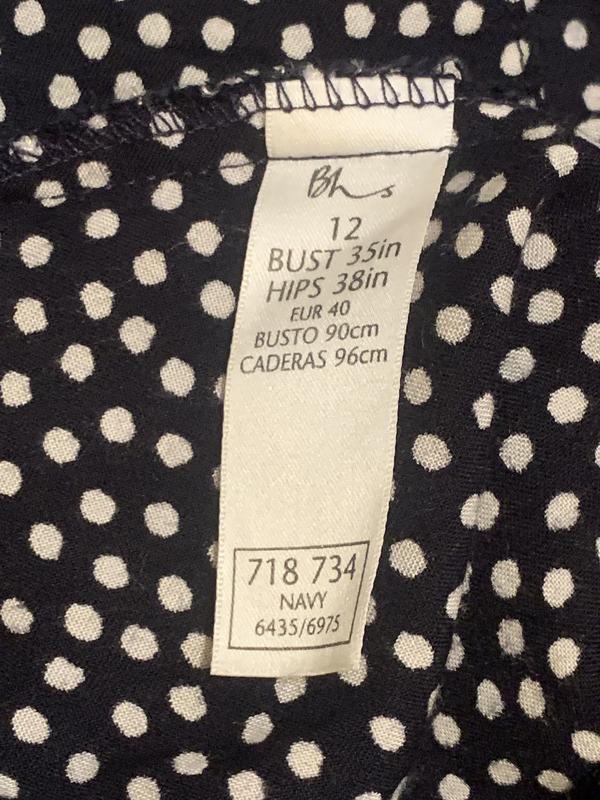 Bhs
12
BUST 35in
HIPS 38in
EUR 40
BUSTO 90cm
CADERAS 96cm
718 734
NAVY
6435/6975